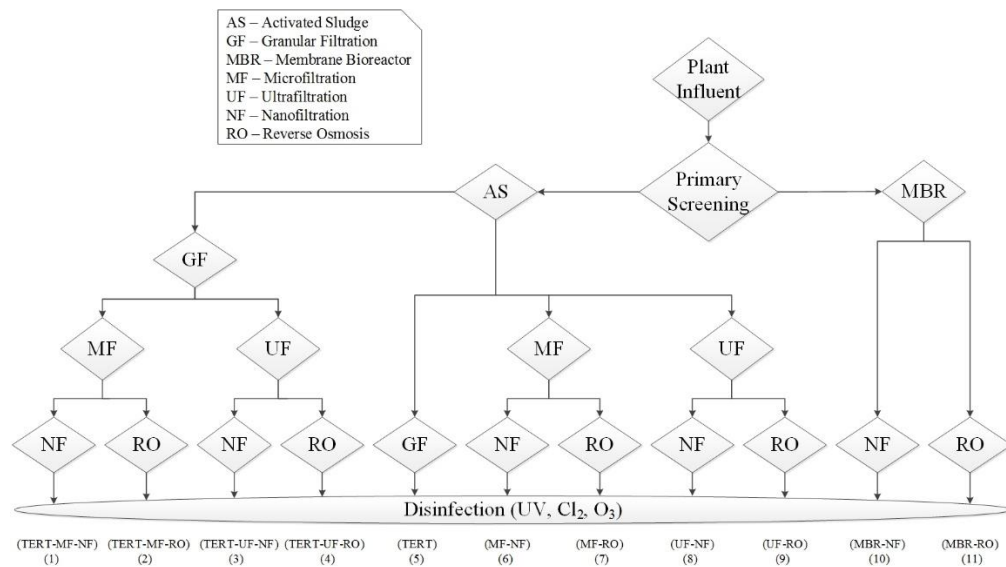 AS – Activated Sludge
GF – Granular Filtration
MBR – Membrane Bioreactor
MF – Microfiltration
UF – Ultrafiltration
NF – Nanofiltration
RO – Reverse Osmosis
Plant
Influent
AS
Primary
Screening
MBR
GF
MF
UF
MF
UF
NF
RO
NF
RO
GF
NF
RO
NF
RO
NF
RO
Disinfection (UV, Cl₂, O₃)
(TERT-MF-NF) (TERT-MF-RO) (TERT-UF-NF) (TERT-UF-RO) (TERT) (MF-NF) (MF-RO) (UF-NF) (UF-RO) (MBR-NF) (MBR-RO)
(1) (2) (3) (4) (5) (6) (7) (8) (9) (10) (11)